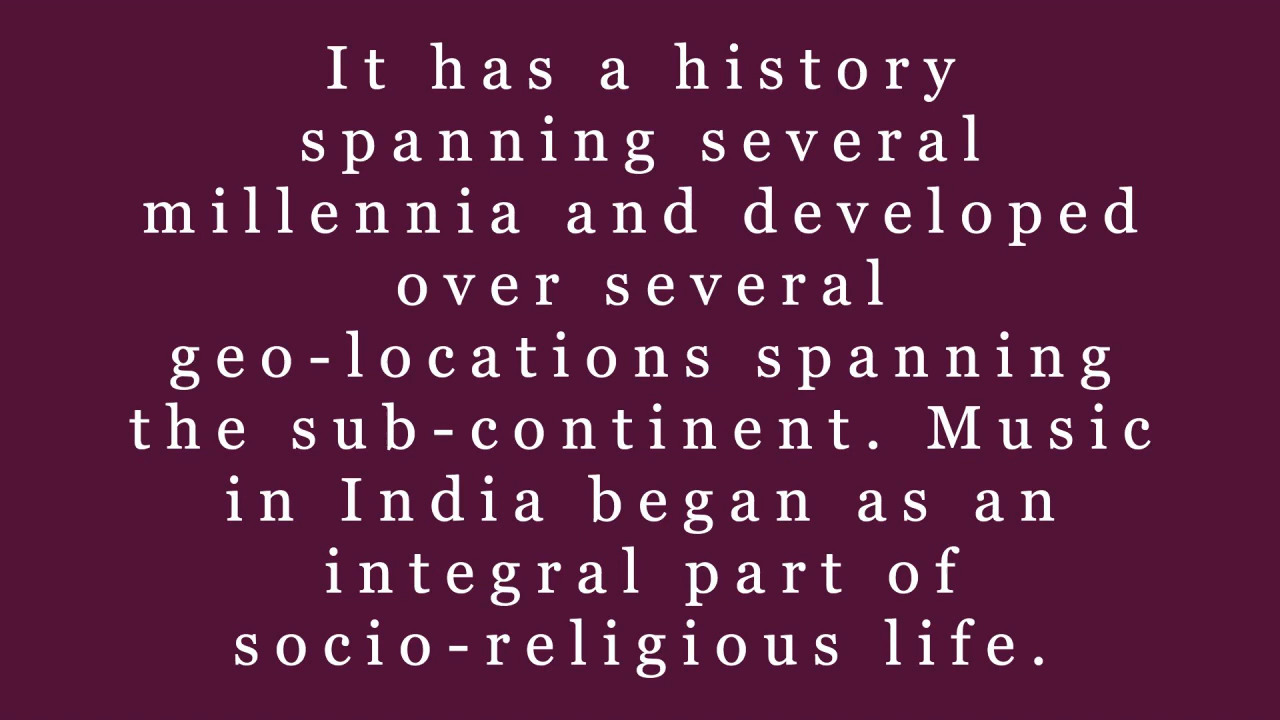 It has a history
spanning several
millennia and developed
over several
geo-locations spanning
the sub-continent. Music
in India began as an
integral part of
socio-religious life.